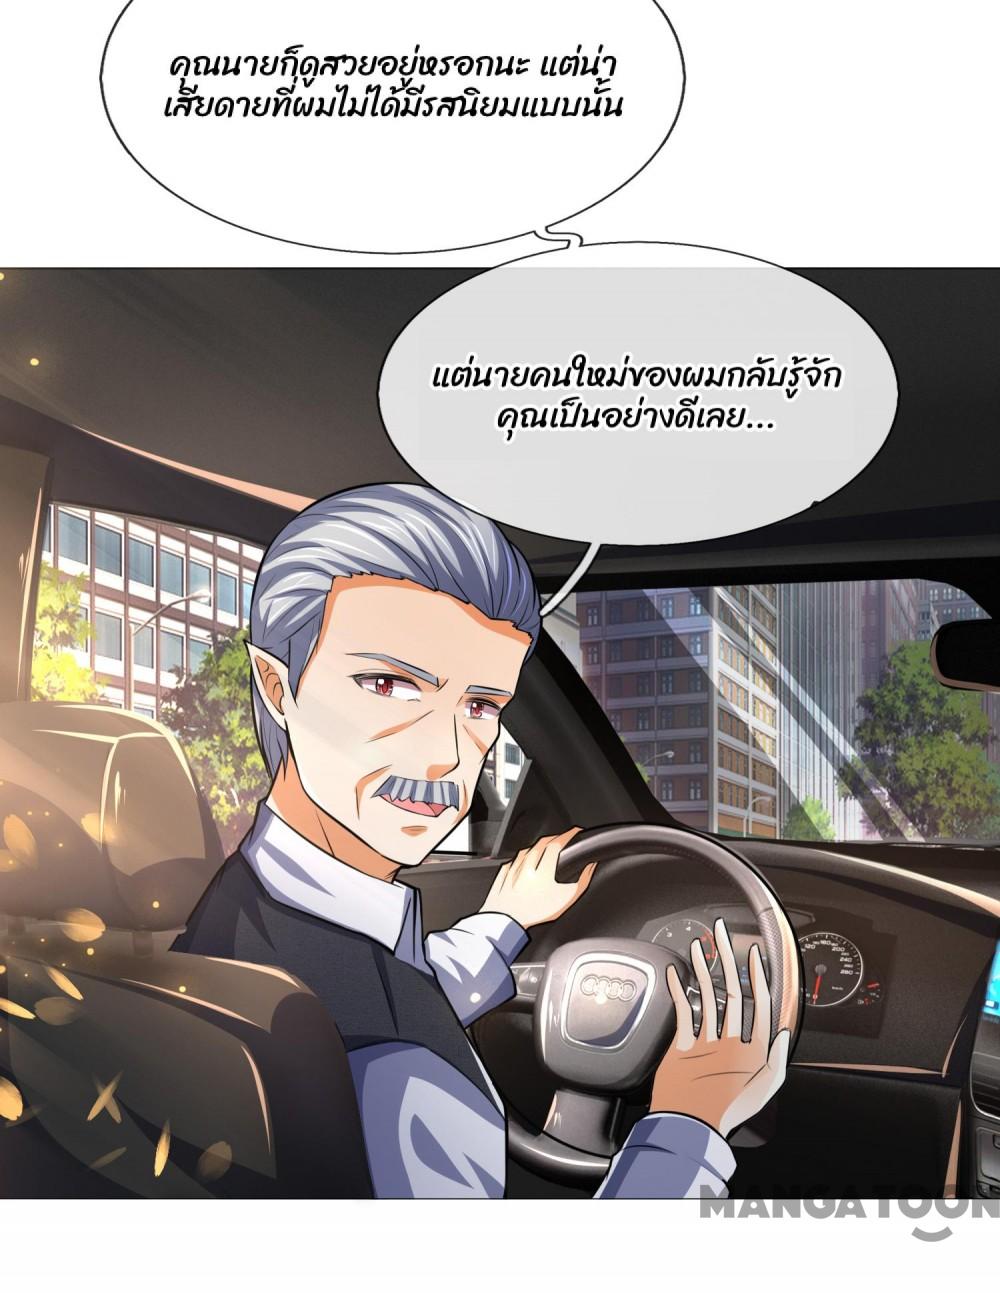 คุณนายก็ดูสวยอยู่หรอกนะ แต่น่า
เสียดายที่ผมไม่ได้มีรสนิยมแบบนั้น
แต่นายคนใหม่ของผมกลับรู้จัก
คุณเป็นอย่างดีเลย...
MANGATOON